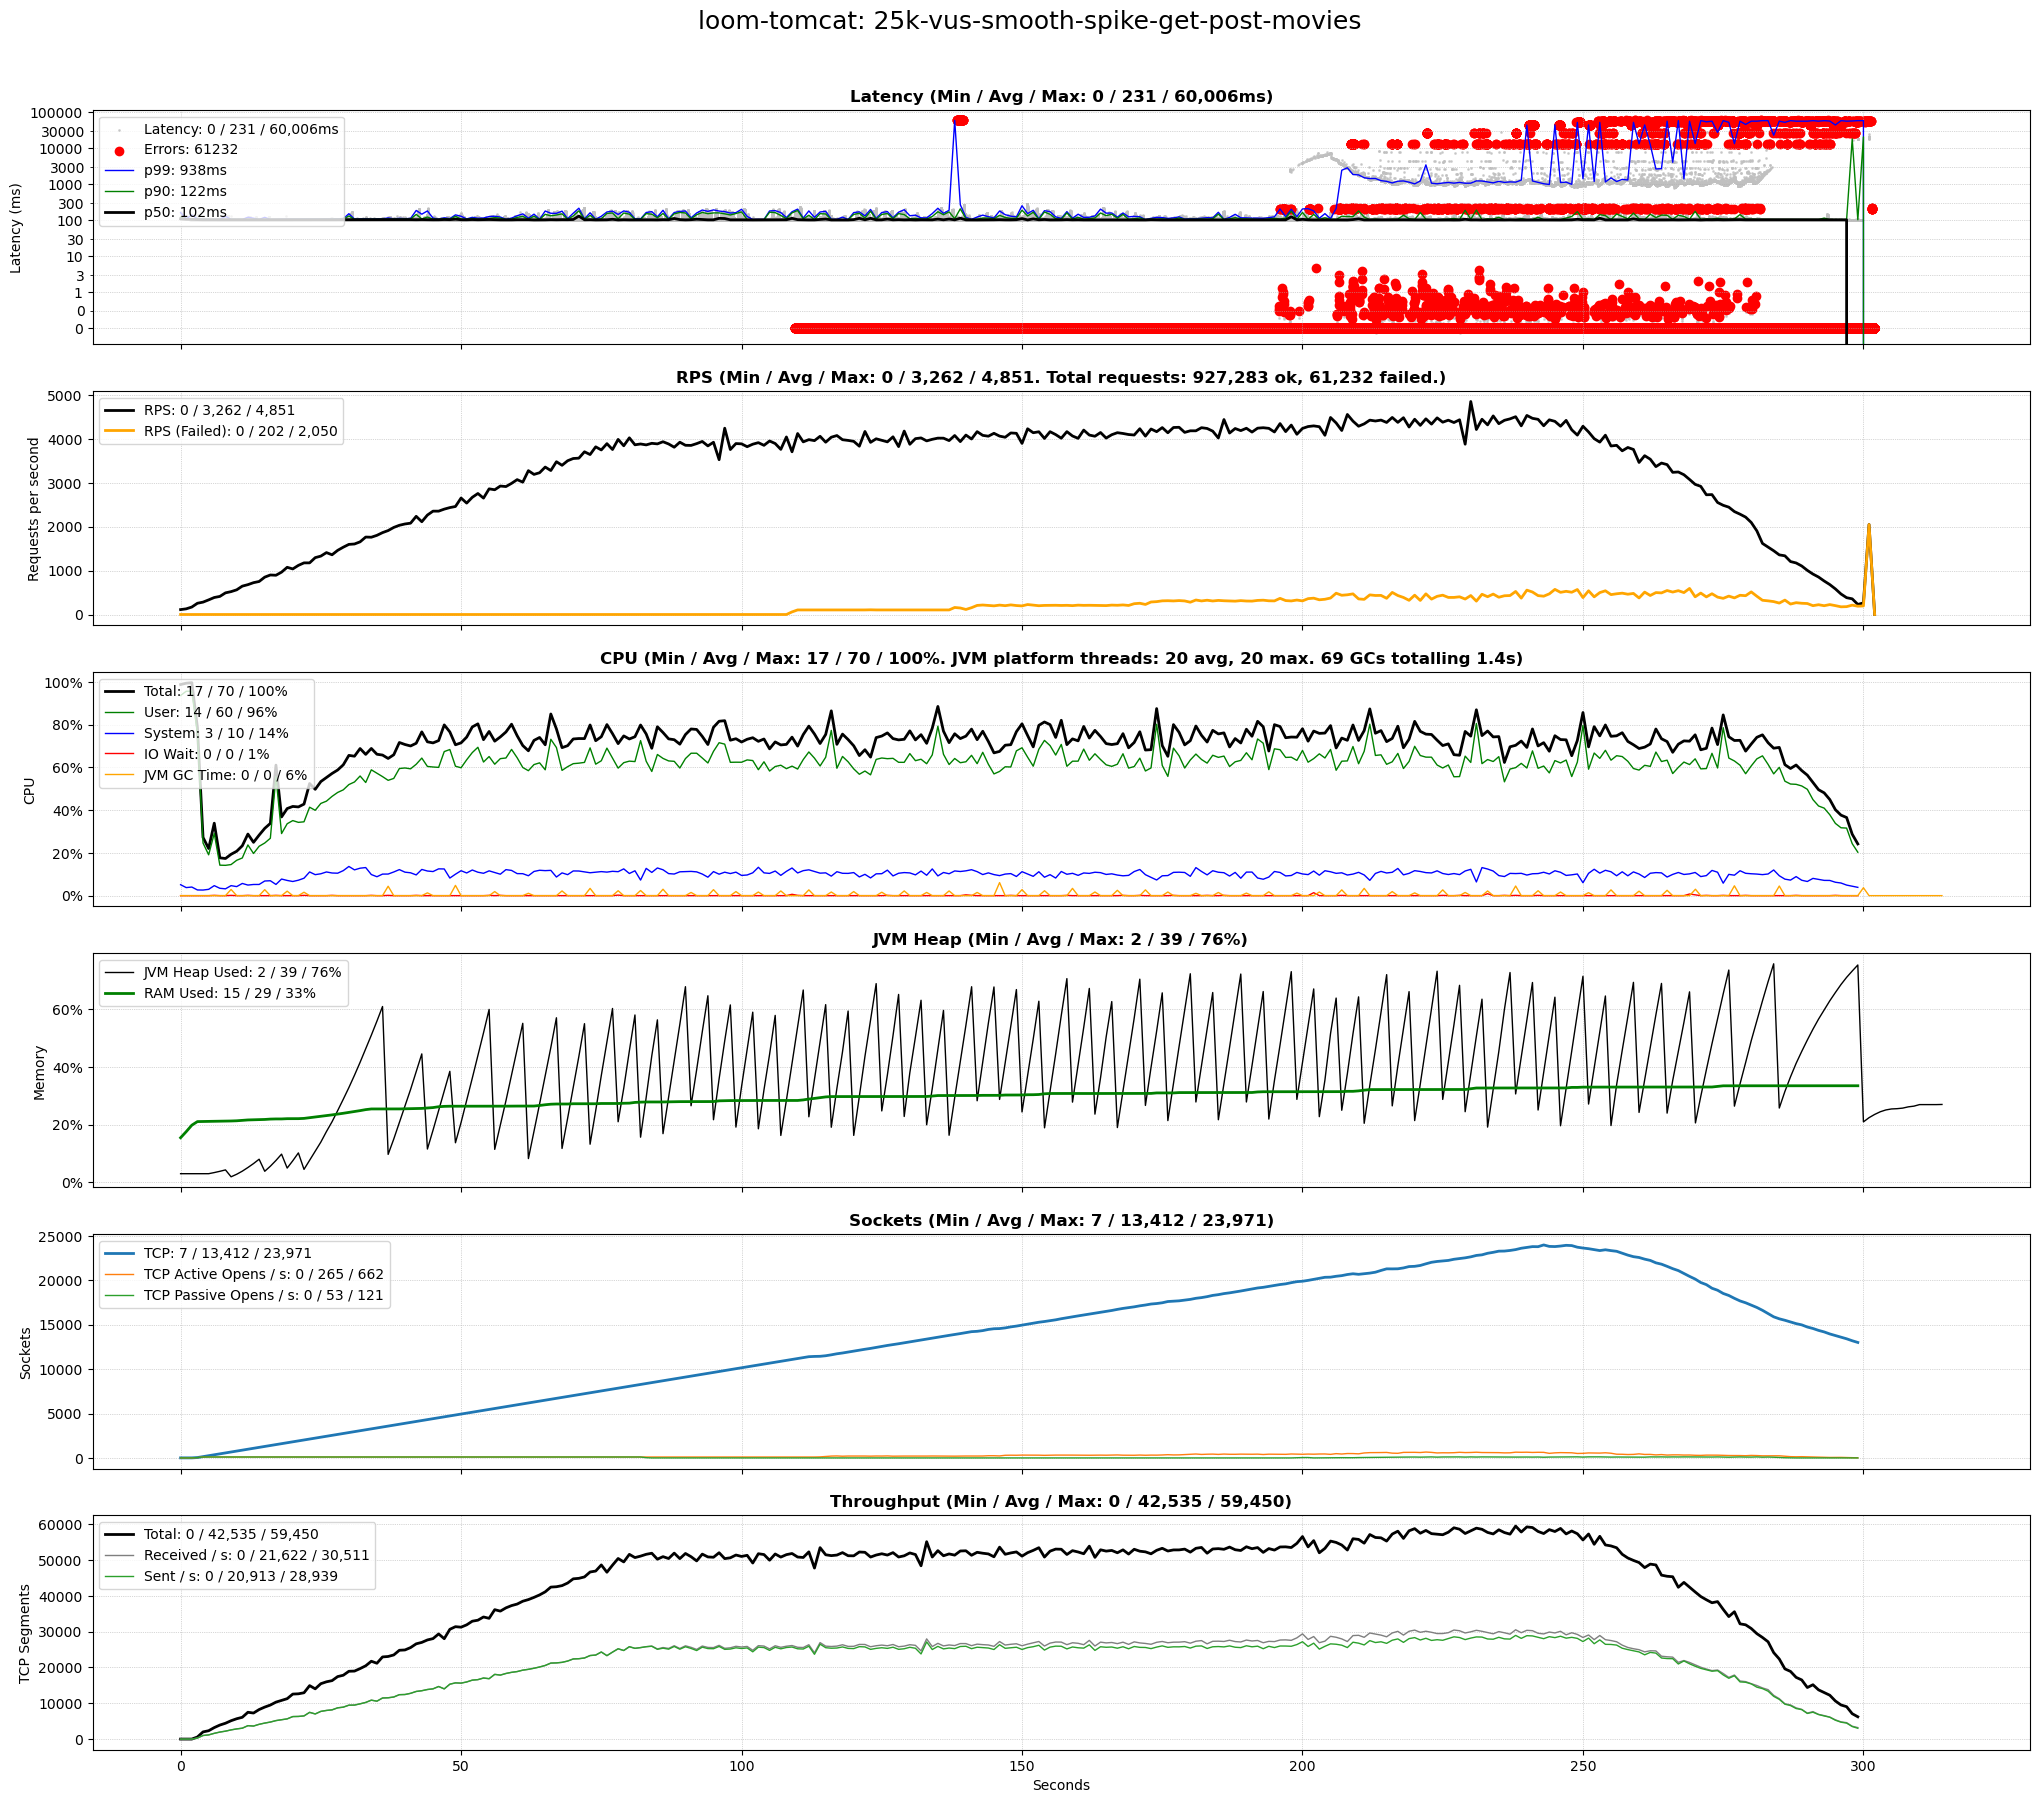 loom-tomcat: 25k-vus-smooth-spike-get-post-movies
Latency (Min / Avg / Max: 0 / 231 / 60,006ms)
Latency (ms)
100000
30000
10000
3000
1000
300
100
30
10
3
1
0
0
Latency: 0 / 231 / 60,006ms
Errors: 61232
p99: 938ms
p90: 122ms
p50: 102ms
RPS (Min / Avg / Max: 0 / 3,262 / 4,851. Total requests: 927,283 ok, 61,232 failed.)
Requests per second
5000
4000
3000
2000
1000
0
RPS: 0 / 3,262 / 4,851
RPS (Failed): 0 / 202 / 2,050
CPU (Min / Avg / Max: 17 / 70 / 100%. JVM platform threads: 20 avg, 20 max. 69 GCs totalling 1.4s)
CPU
100%
80%
60%
40%
20%
0%
Total: 17 / 70 / 100%
User: 14 / 60 / 96%
System: 3 / 10 / 14%
IO Wait: 0 / 0 / 1%
JVM GC Time: 0 / 0 / 6%
JVM Heap (Min / Avg / Max: 2 / 39 / 76%)
Memory
60%
40%
20%
0%
JVM Heap Used: 2 / 39 / 76%
RAM Used: 15 / 29 / 33%
Sockets (Min / Avg / Max: 7 / 13,412 / 23,971)
Sockets
25000
20000
15000
10000
5000
0
TCP: 7 / 13,412 / 23,971
TCP Active Opens / s: 0 / 265 / 662
TCP Passive Opens / s: 0 / 53 / 121
Throughput (Min / Avg / Max: 0 / 42,535 / 59,450)
TCP Segments
60000
50000
40000
30000
20000
10000
0
Total: 0 / 42,535 / 59,450
Received / s: 0 / 21,622 / 30,511
Sent / s: 0 / 20,913 / 28,939
0 50 100 150 200 250 300
Seconds